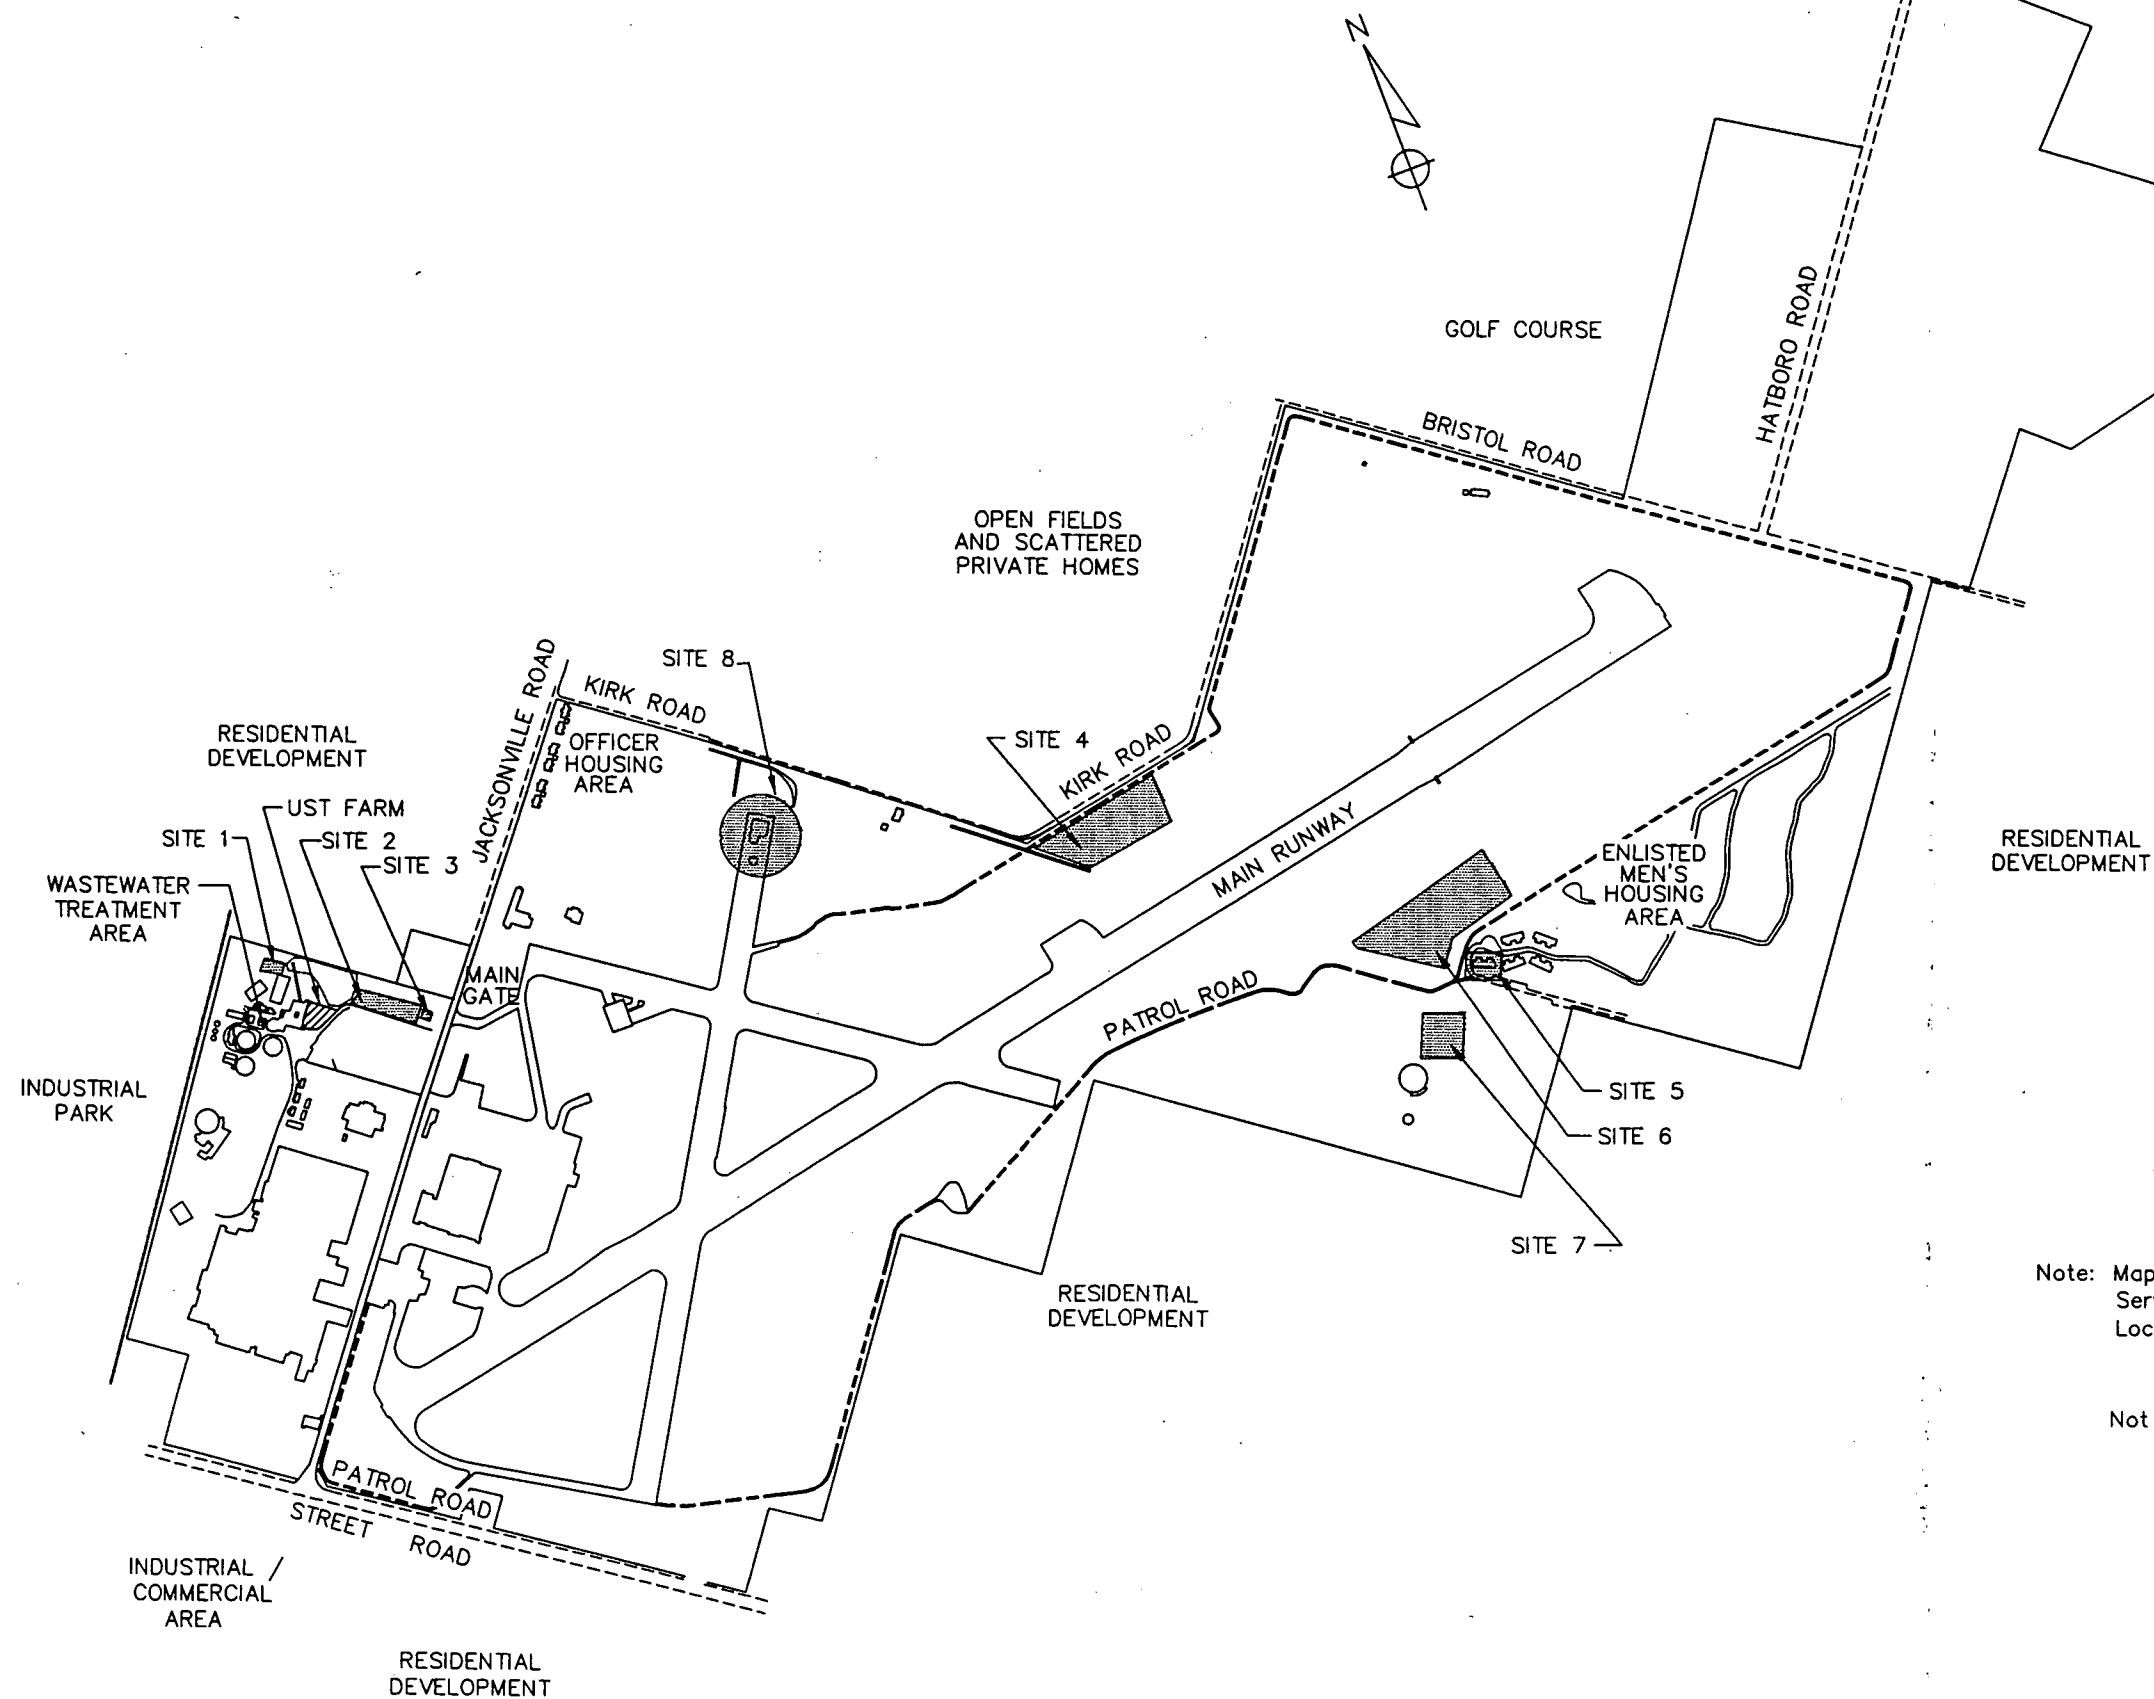 N
GOLF COURSE
HATBORO ROAD
BRISTOL ROAD
OPEN FIELDS
AND SCATTERED
PRIVATE HOMES
JACKSONVILLE ROAD
SITE 8
KIRK ROAD
OFFICER
HOUSING
AREA
SITE 4
KIRK ROAD
RESIDENTIAL
DEVELOPMENT
UST FARM
SITE 1
SITE 2
SITE 3
WASTEWATER
TREATMENT
AREA
MAIN RUNWAY
ENLISTED
MEN'S
HOUSING
AREA
RESIDENTIAL
DEVELOPMENT
MAIN
GATE
PATROL ROAD
INDUSTRIAL
PARK
SITE 5
SITE 6
SITE 7
RESIDENTIAL
DEVELOPMENT
Note: Map
Ser
Loc
Not
PATROL ROAD
STREET ROAD
INDUSTRIAL /
COMMERCIAL
AREA
RESIDENTIAL
DEVELOPMENT